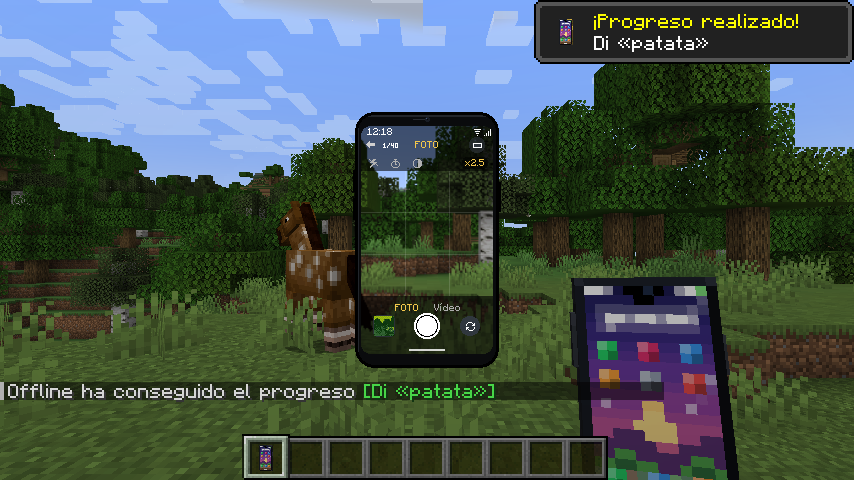 ¡Progreso realizado!
Di «patata»
12:18
1/40 FOTO
x2.5
FOTO Vídeo
Offline ha conseguido el progreso [Di «patata»]